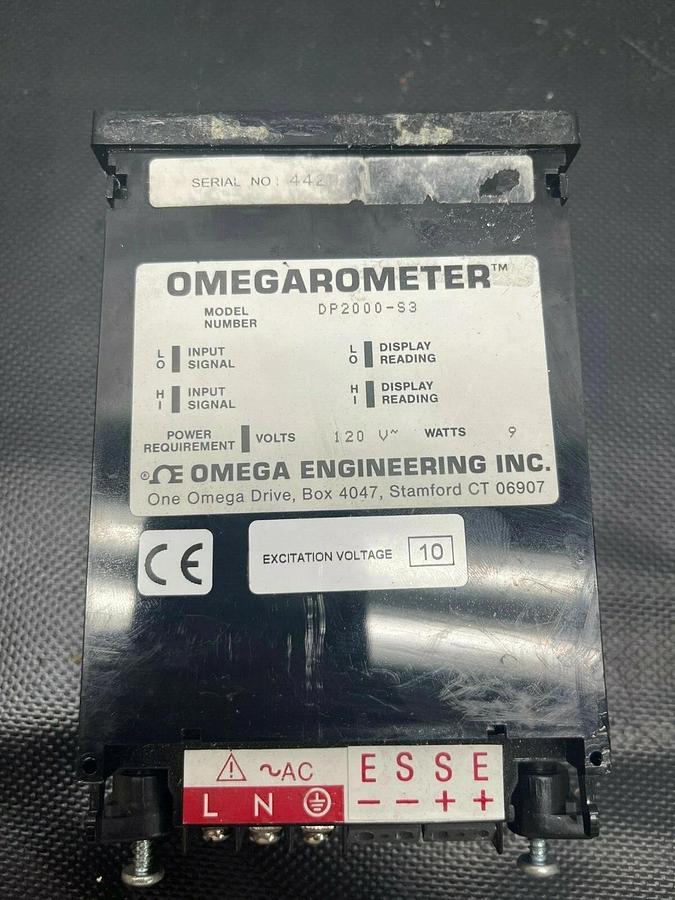 SERIAL NO: 442
OMEGAROMETER™
MODEL NUMBER DP2000-S3
LO INPUT SIGNAL LO DISPLAY READING
HI INPUT SIGNAL HI DISPLAY READING
POWER REQUIREMENT VOLTS 120 V~ WATTS 9
®ΩE OMEGA ENGINEERING INC.
One Omega Drive, Box 4047, Stamford CT 06907
CE
EXCITATION VOLTAGE 10
~AC E S S E
L N - - + +